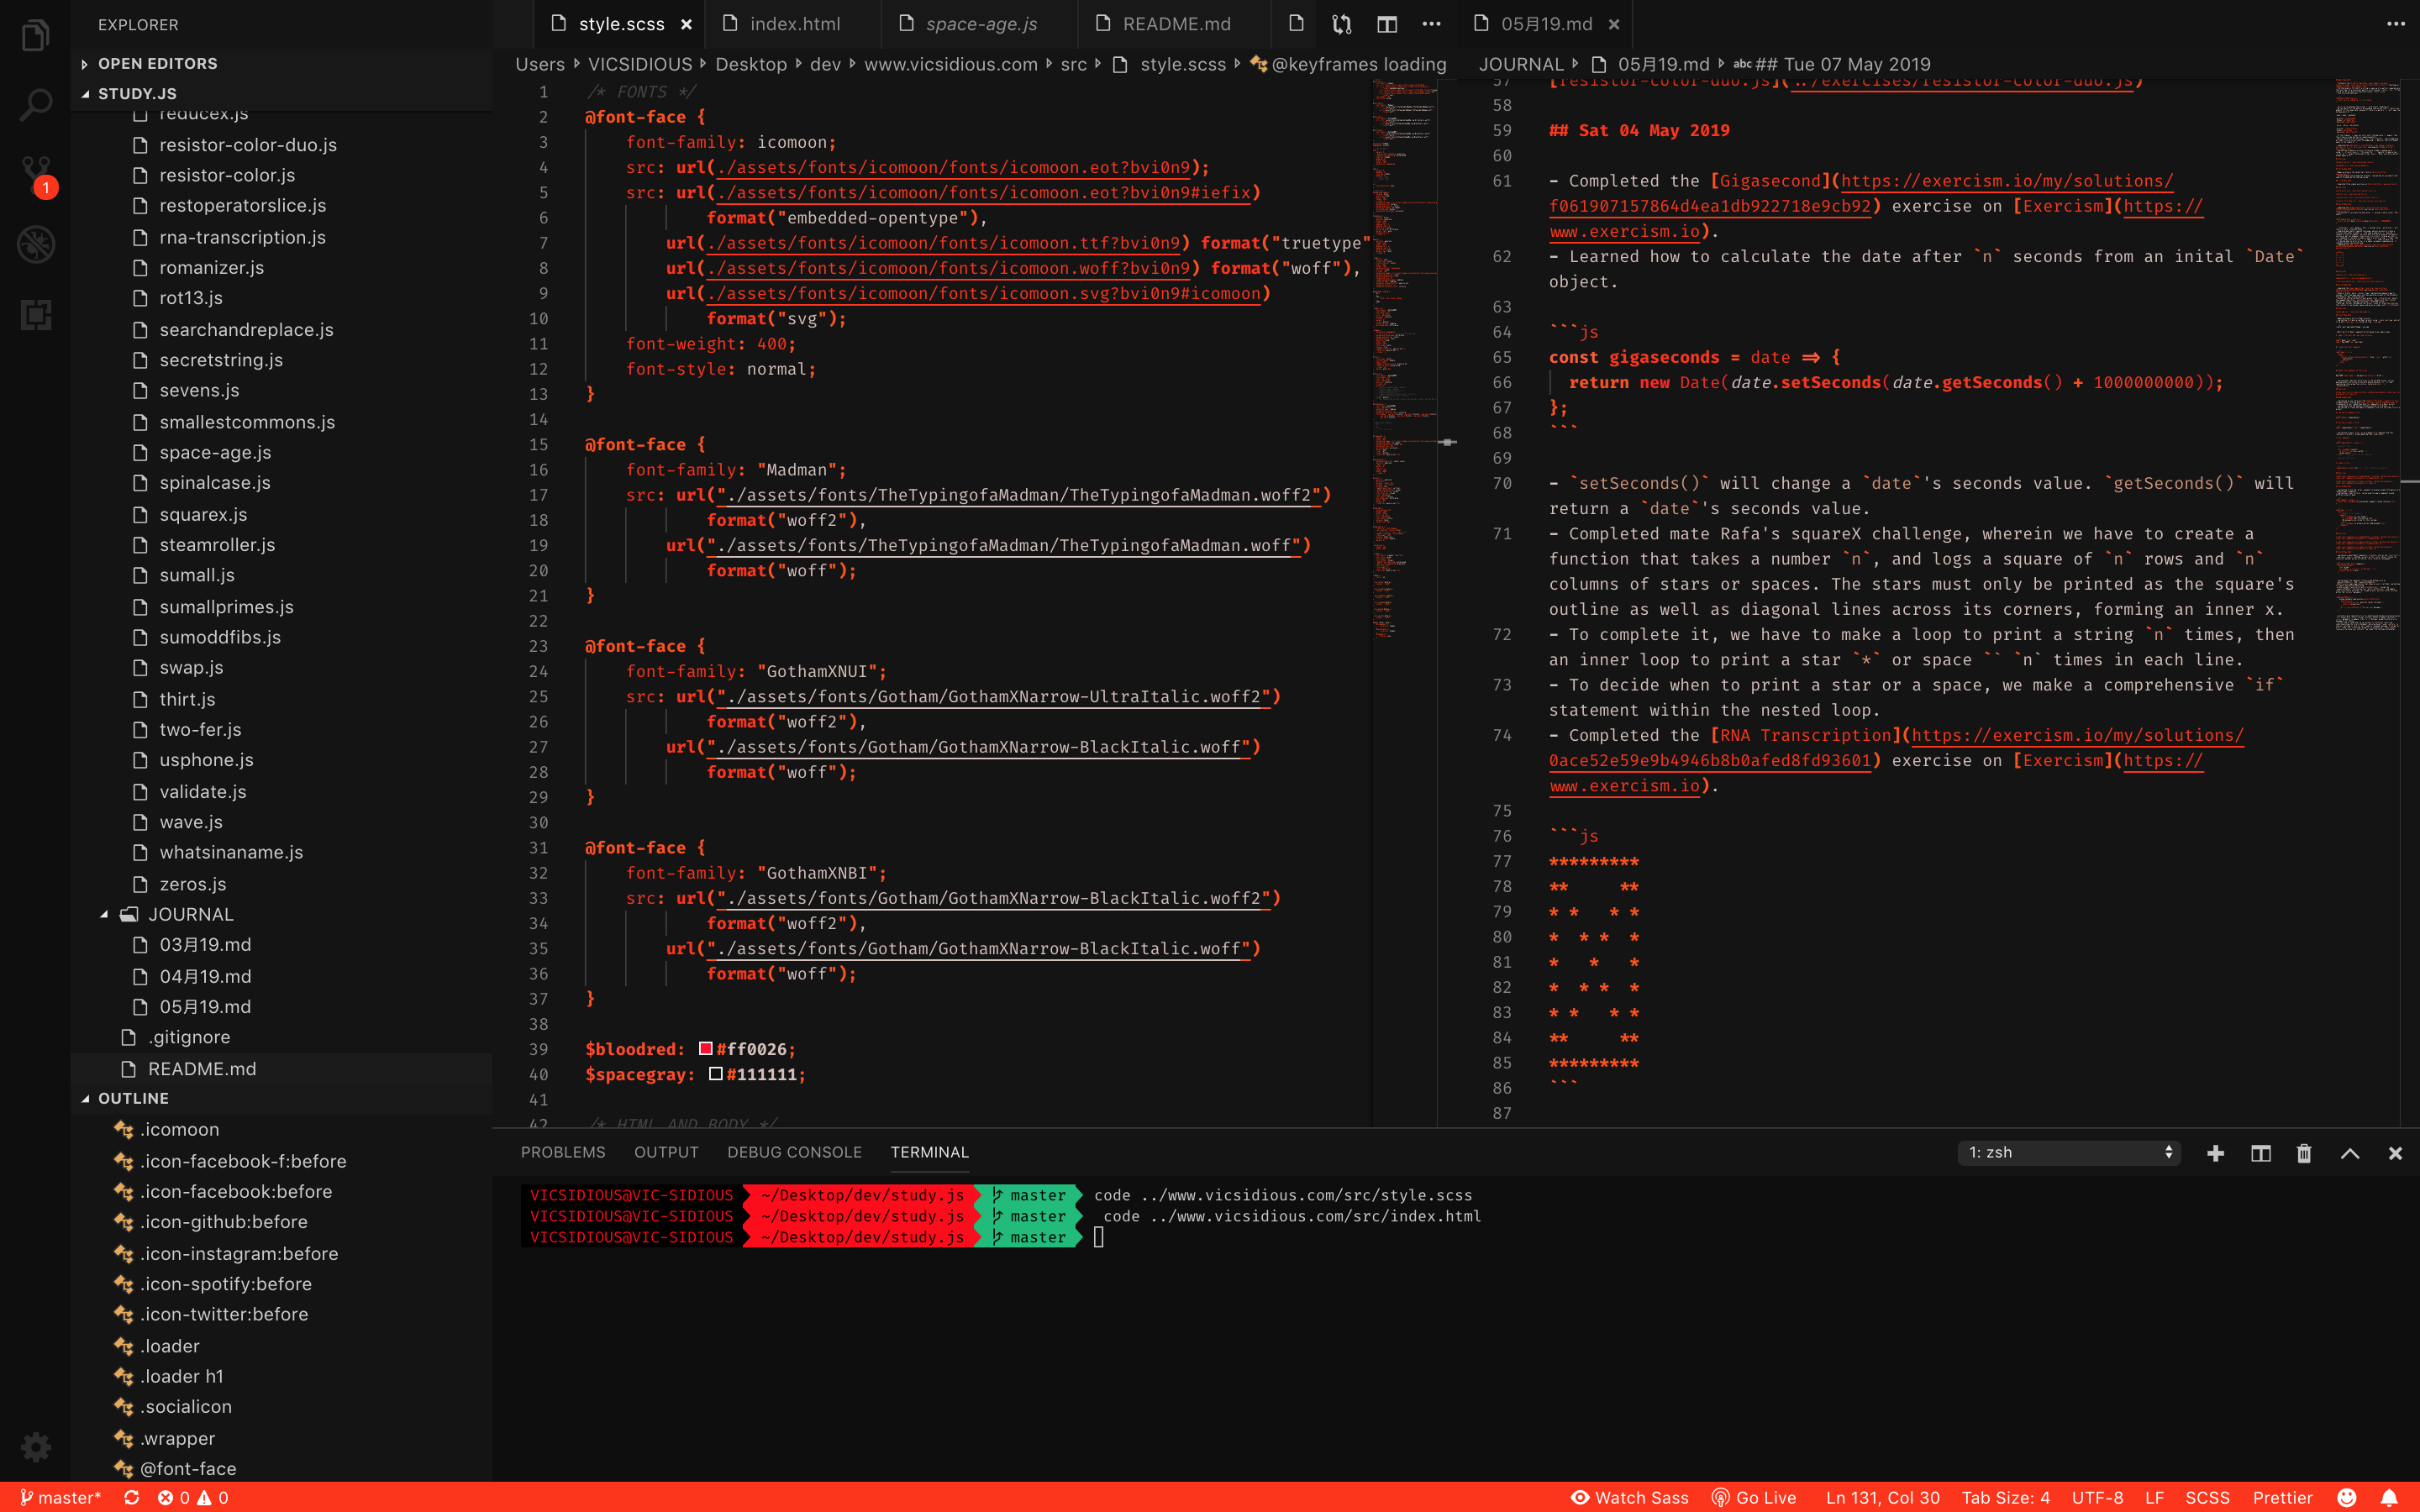 EXPLORER
OPEN EDITORS
STUDY.JS
reducex.js
resistor-color-duo.js
resistor-color.js
restoperatorslice.js
rna-transcription.js
romanizer.js
rot13.js
searchandreplace.js
secretstring.js
sevens.js
smallestcommons.js
space-age.js
spinalcase.js
squarex.js
steamroller.js
sumall.js
sumallprimes.js
sumoddfibs.js
swap.js
thirt.js
two-fer.js
usphone.js
validate.js
wave.js
whatsinaname.js
zeros.js
JOURNAL
03月19.md
04月19.md
05月19.md
.gitignore
README.md
OUTLINE
.icomoon
.icon-facebook-f:before
.icon-facebook:before
.icon-github:before
.icon-instagram:before
.icon-spotify:before
.icon-twitter:before
.loader
.loader h1
.socialicon
.wrapper
@font-face
1
style.scss × index.html space-age.js README.md
Users VICSIDIOUS Desktop dev www.vicsidious.com src style.scss @keyframes loading
1 /* FONTS */
2 @font-face {
3 font-family: icomoon;
4 src: url(./assets/fonts/icomoon/fonts/icomoon.eot?bvi0n9);
5 src: url(./assets/fonts/icomoon/fonts/icomoon.eot?bvi0n9#iefix)
6 format("embedded-opentype"),
7 url(./assets/fonts/icomoon/fonts/icomoon.ttf?bvi0n9) format("truetype"
8 url(./assets/fonts/icomoon/fonts/icomoon.woff?bvi0n9) format("woff"),
9 url(./assets/fonts/icomoon/fonts/icomoon.svg?bvi0n9#icomoon)
10 format("svg");
11 font-weight: 400;
12 font-style: normal;
13 }
14
15 @font-face {
16 font-family: "Madman";
17 src: url("./assets/fonts/TheTypingofaMadman/TheTypingofaMadman.woff2")
18 format("woff2"),
19 url("./assets/fonts/TheTypingofaMadman/TheTypingofaMadman.woff")
20 format("woff");
21 }
22
23 @font-face {
24 font-family: "GothamXNUI";
25 src: url("./assets/fonts/Gotham/GothamXNarrow-UltraItalic.woff2")
26 format("woff2"),
27 url("./assets/fonts/Gotham/GothamXNarrow-BlackItalic.woff")
28 format("woff");
29 }
30
31 @font-face {
32 font-family: "GothamXNBI";
33 src: url("./assets/fonts/Gotham/GothamXNarrow-BlackItalic.woff2")
34 format("woff2"),
35 url("./assets/fonts/Gotham/GothamXNarrow-BlackItalic.woff")
36 format("woff");
37 }
38
39 $bloodred: #ff0026;
40 $spacegray: #111111;
41
42 /* HTML AND BODY */
05月19.md ×
JOURNAL 05月19.md abc ## Tue 07 May 2019
57 [resistor-color-duo.js](../exercises/resistor-color-duo.js)
58
59 ## Sat 04 May 2019
60
61 - Completed the [Gigasecond](https://exercism.io/my/solutions/
f061907157864d4ea1db922718e9cb92) exercise on [Exercism](https://
www.exercism.io).
62 - Learned how to calculate the date after `n` seconds from an inital `Date`
object.
63
64 ```js
65 const gigaseconds = date => {
66 return new Date(date.setSeconds(date.getSeconds() + 1000000000));
67 };
68 ```
69
70 - `setSeconds()` will change a `date`'s seconds value. `getSeconds()` will
return a `date`'s seconds value.
71 - Completed mate Rafa's squareX challenge, wherein we have to create a
function that takes a number `n`, and logs a square of `n` rows and `n`
columns of stars or spaces. The stars must only be printed as the square's
outline as well as diagonal lines across its corners, forming an inner x.
72 - To complete it, we have to make a loop to print a string `n` times, then
an inner loop to print a star `*` or space `` `n` times in each line.
73 - To decide when to print a star or a space, we make a comprehensive `if`
statement within the nested loop.
74 - Completed the [RNA Transcription](https://exercism.io/my/solutions/
0ace52e59e9b4946b8b0afed8fd93601) exercise on [Exercism](https://
www.exercism.io).
75
76 ```js
77 *********
78 **     **
79 * *   * *
80 *  * *  *
81 *   *   *
82 *  * *  *
83 * *   * *
84 **     **
85 *********
86 ```
87
PROBLEMS OUTPUT DEBUG CONSOLE TERMINAL 1: zsh
VICSIDIOUS@VIC-SIDIOUS ~/Desktop/dev/study.js master code ../www.vicsidious.com/src/style.scss
VICSIDIOUS@VIC-SIDIOUS ~/Desktop/dev/study.js master code ../www.vicsidious.com/src/index.html
VICSIDIOUS@VIC-SIDIOUS ~/Desktop/dev/study.js master
master* 0 0 Watch Sass Go Live Ln 131, Col 30 Tab Size: 4 UTF-8 LF SCSS Prettier